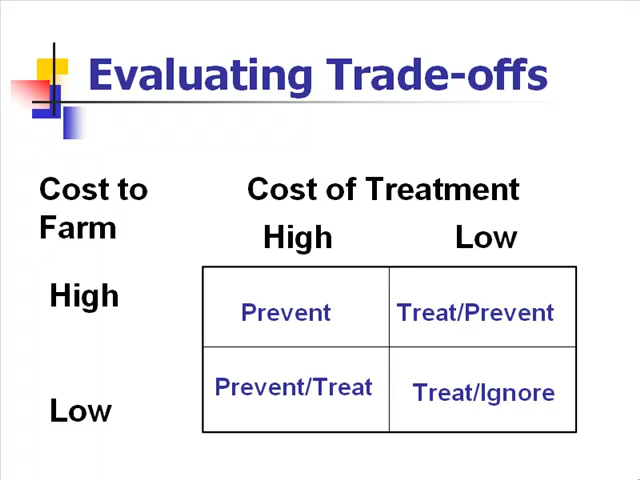 Evaluating Trade-offs
Cost to
Farm
Cost of Treatment
High Low
High
Prevent Treat/Prevent
Low
Prevent/Treat Treat/Ignore